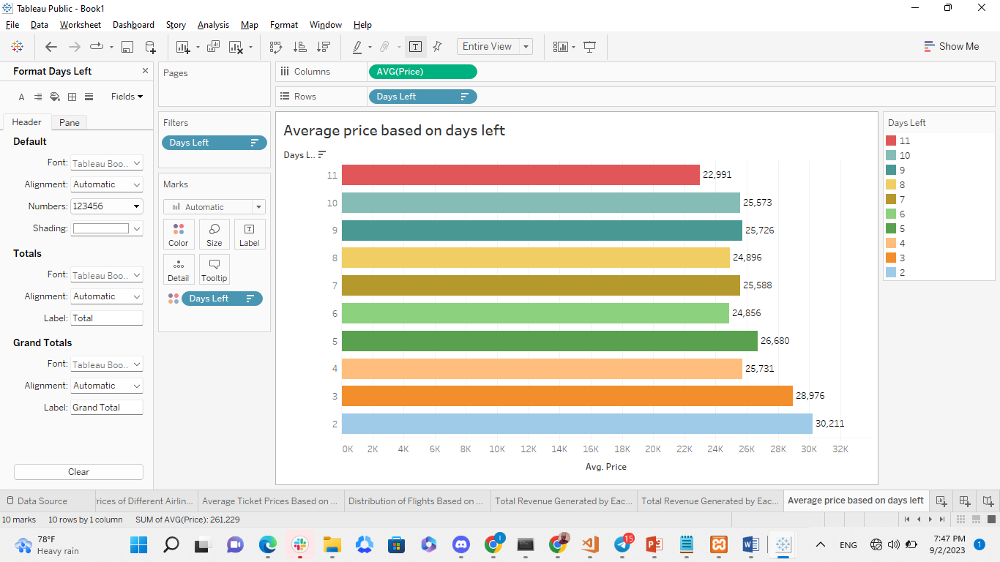 Tableau Public - Book1
File Data Worksheet Dashboard Story Analysis Map Format Window Help
Entire View
Show Me
Format Days Left
Fields
Header Pane
Default
Font: Tableau Boo..
Alignment: Automatic
Numbers: 123456
Shading:
Totals
Font: Tableau Boo..
Alignment: Automatic
Label: Total
Grand Totals
Font: Tableau Boo..
Alignment: Automatic
Label: Grand Total
Clear
Pages
Filters
Days Left
Marks
Automatic
Color Size Label
Detail Tooltip
Days Left
Columns AVG(Price)
Rows Days Left
Average price based on days left
Days L..
11 22,991
10 25,573
9 25,726
8 24,896
7 25,588
6 24,856
5 26,680
4 25,731
3 28,976
2 30,211
0K 2K 4K 6K 8K 10K 12K 14K 16K 18K 20K 22K 24K 26K 28K 30K 32K
Avg. Price
Days Left
11
10
9
8
7
6
5
4
3
2
Data Source rices of Different Airlin... Average Ticket Prices Based on ... Distribution of Flights Based on ... Total Revenue Generated by Eac... Total Revenue Generated by Eac... Average price based on days left
10 marks 10 rows by 1 column SUM of AVG(Price): 261,229
78°F
Heavy rain
15
ENG
7:47 PM
9/2/2023
1